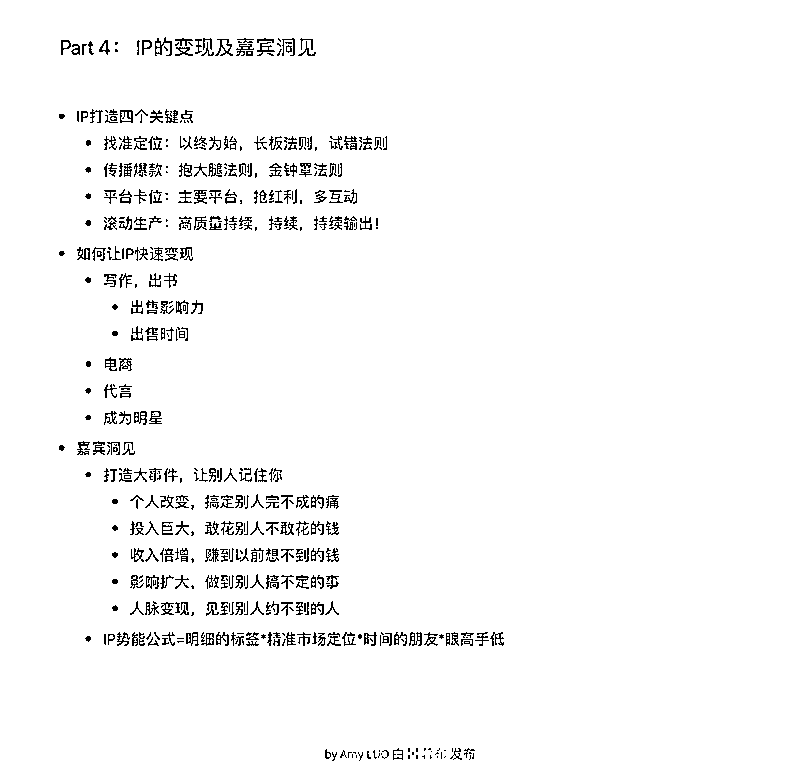 Part 4： IP的变现及嘉宾洞见
IP打造四个关键点
找准定位：以终为始，长板法则，试错法则
传播爆款：抱大腿法则，金钟罩法则
平台卡位：主要平台，抢红利，多互动
滚动生产：高质量持续，持续，持续输出！
如何让IP快速变现
写作，出书
出售影响力
出售时间
电商
代言
成为明星
嘉宾洞见
打造大事件，让别人记住你
个人改变，搞定别人完不成的痛
投入巨大，敢花别人不敢花的钱
收入倍增，赚到以前想不到的钱
影响扩大，做到别人搞不定的事
人脉变现，见到别人约不到的人
IP势能公式=明细的标签*精准市场定位*时间的朋友*眼高手低
by Amy LUO 发布